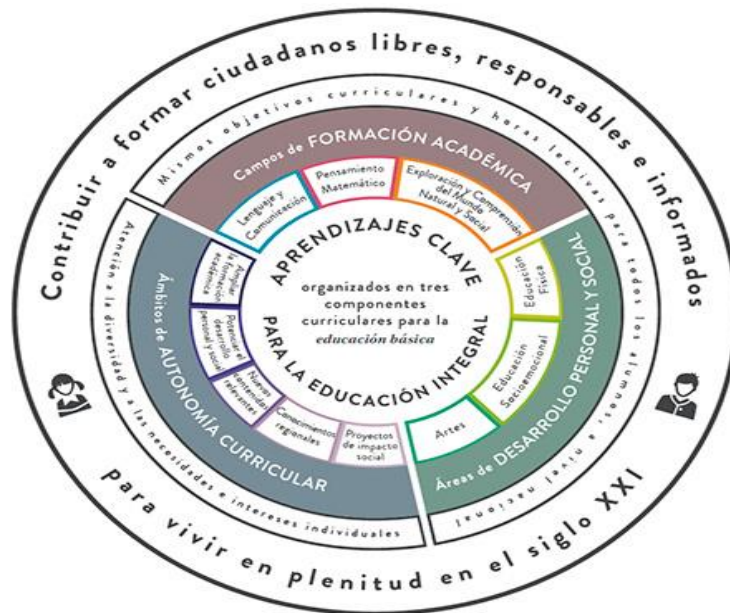 Contribuir a formar ciudadanos libres, responsables e informados
para vivir en plenitud en el siglo XXI
Mismos objetivos curriculares y horas lectivas para todos los alumnos, a nivel nacional
Campos de FORMACIÓN ACADÉMICA
Lenguaje y
Comunicación
Pensamiento
Matemático
Exploración y Comprensión
del Mundo
Natural y Social
Áreas de DESARROLLO PERSONAL Y SOCIAL
Educación
Física
Educación
Socioemocional
Artes
Atención a la diversidad y a las necesidades e intereses individuales
Ámbitos de AUTONOMÍA CURRICULAR
Ampliar
la formación
académica
Potenciar el
desarrollo
personal y social
Nuevos
contenidos
relevantes
Conocimientos
regionales
Proyectos
de impacto
social
APRENDIZAJES CLAVE
organizados en tres
componentes
curriculares para la
educación básica
PARA LA EDUCACIÓN INTEGRAL